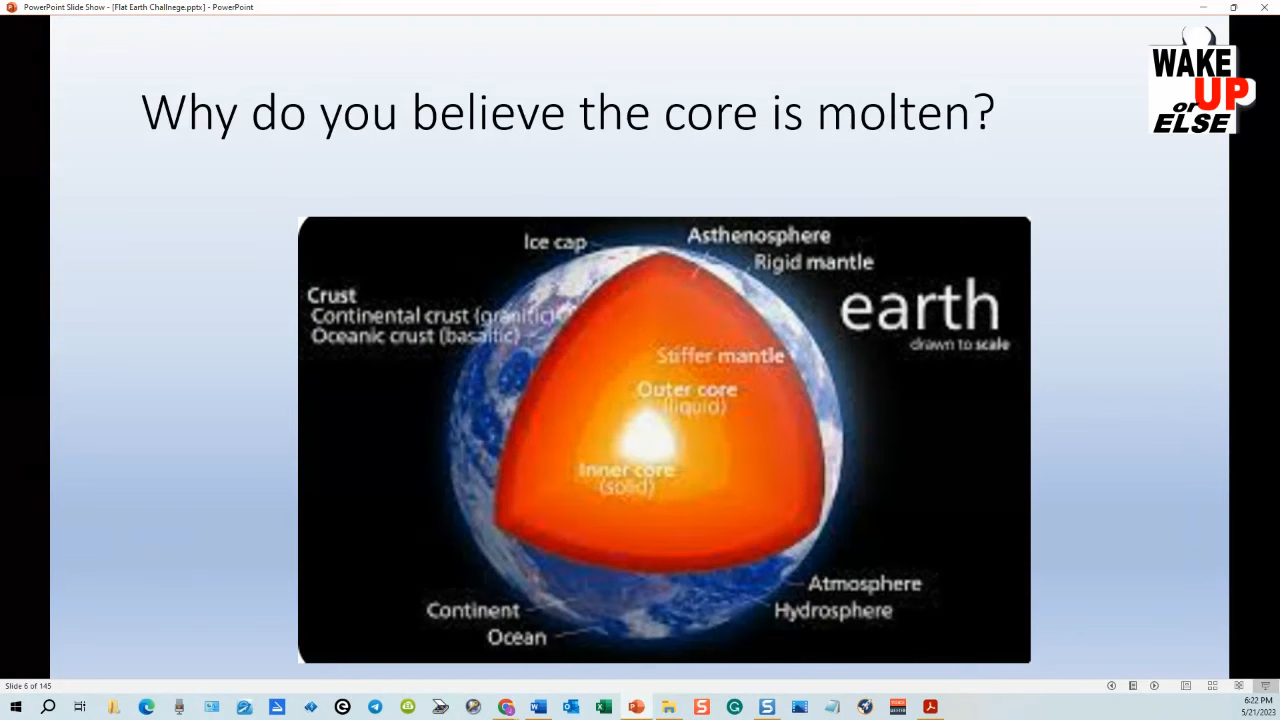 PowerPoint Slide Show - [Flat Earth Challnege.pptx] - PowerPoint
WAKE
UP
or
ELSE
Why do you believe the core is molten?
Ice cap
Asthenosphere
Rigid mantle
Crust
Continental crust (granitic)
Oceanic crust (basaltic)
earth
drawn to scale
Stiffer mantle
Outer core
(liquid)
Inner core
(solid)
Atmosphere
Continent
Hydrosphere
Ocean
Slide 6 of 145
6:22 PM
5/21/2023